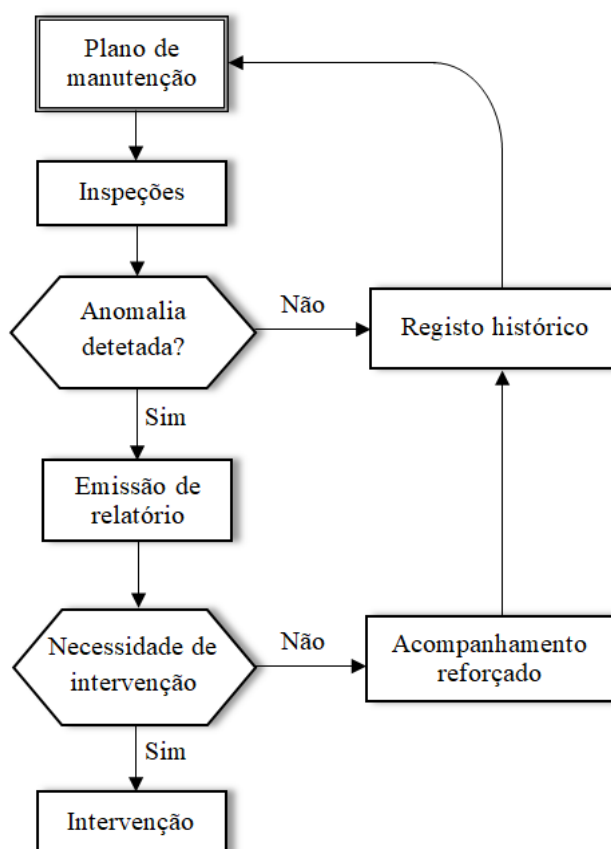 Plano de
manutenção
Inspeções
Anomalia
detetada?
Não
Registo histórico
Sim
Emissão de
relatório
Necessidade de
intervenção
Não
Acompanhamento
reforçado
Sim
Intervenção